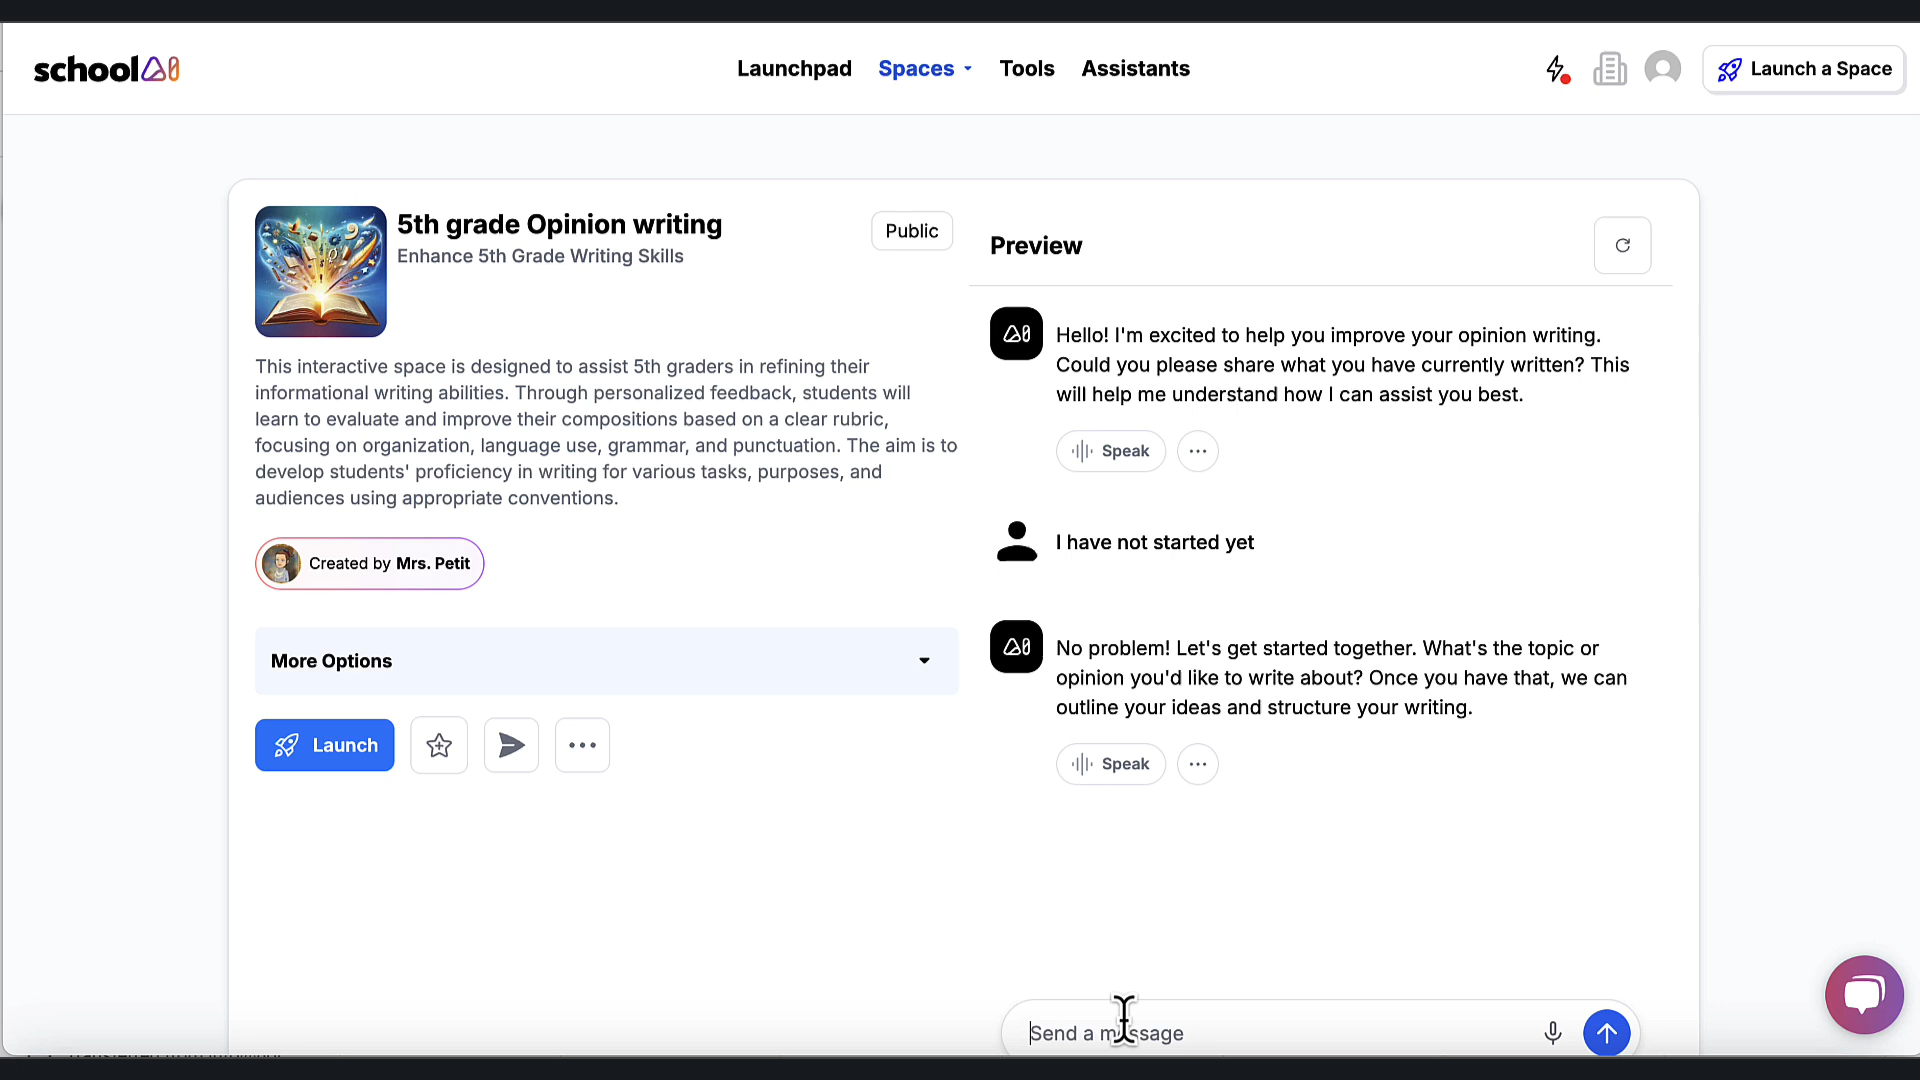 schoolAI
Launchpad
Spaces
Tools
Assistants
Launch a Space
5th grade Opinion writing
Enhance 5th Grade Writing Skills
Public
This interactive space is designed to assist 5th graders in refining their
informational writing abilities. Through personalized feedback, students will
learn to evaluate and improve their compositions based on a clear rubric,
focusing on organization, language use, grammar, and punctuation. The aim is to
develop students' proficiency in writing for various tasks, purposes, and
audiences using appropriate conventions.
Created by Mrs. Petit
More Options
Launch
Preview
Hello! I'm excited to help you improve your opinion writing.
Could you please share what you have currently written? This
will help me understand how I can assist you best.
Speak
I have not started yet
No problem! Let's get started together. What's the topic or
opinion you'd like to write about? Once you have that, we can
outline your ideas and structure your writing.
Speak
Send a message